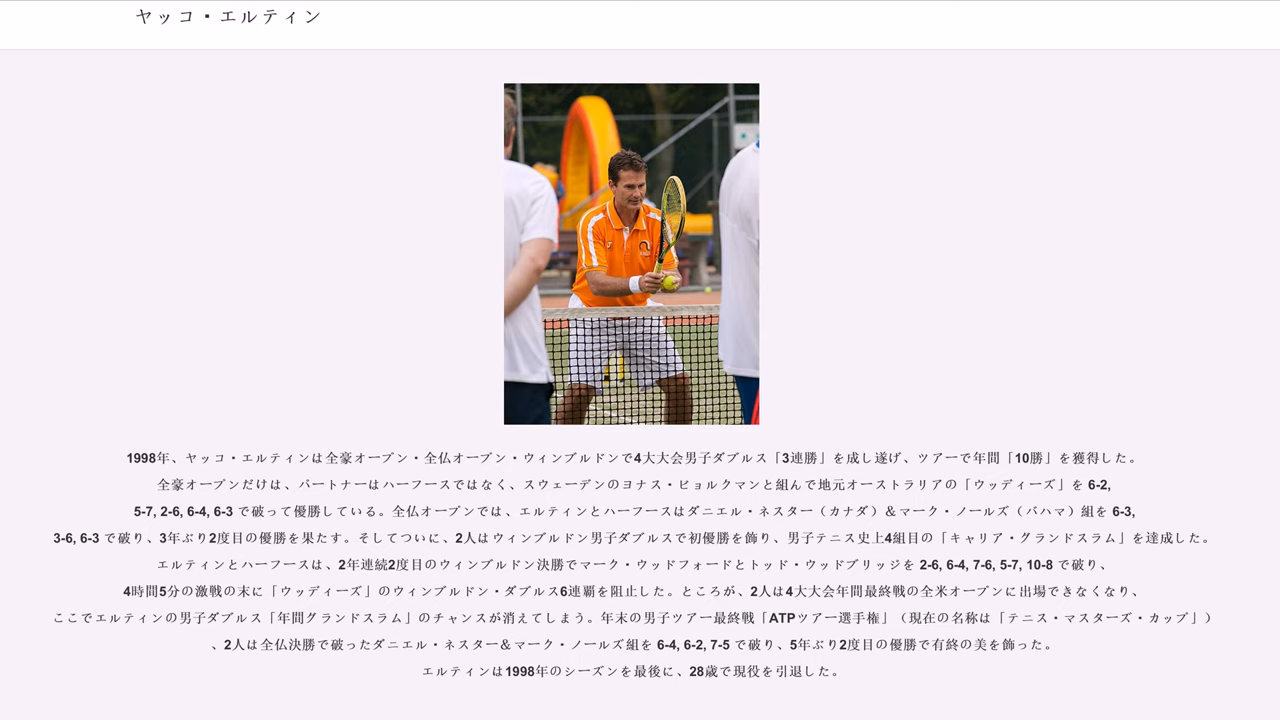 ヤッコ・エルティン
1998年、ヤッコ・エルティンは全豪オープン・全仏オープン・ウィンブルドンで4大大会男子ダブルス「3連勝」を成し遂げ、ツアーで年間「10勝」を獲得した。
全豪オープンだけは、パートナーはハーフースではなく、スウェーデンのヨナス・ビョルクマンと組んで地元オーストラリアの「ウッディーズ」を 6-2,
5-7, 2-6, 6-4, 6-3 で破って優勝している。全仏オープンでは、エルティンとハーフースはダニエル・ネスター（カナダ）＆マーク・ノールズ（バハマ）組を 6-3,
3-6, 6-3 で破り、3年ぶり2度目の優勝を果たす。そしてついに、2人はウィンブルドン男子ダブルスで初優勝を飾り、男子テニス史上4組目の「キャリア・グランドスラム」を達成した。
エルティンとハーフースは、2年連続2度目のウィンブルドン決勝でマーク・ウッドフォードとトッド・ウッドブリッジを 2-6, 6-4, 7-6, 5-7, 10-8 で破り、
4時間5分の激戦の末に「ウッディーズ」のウィンブルドン・ダブルス6連覇を阻止した。ところが、2人は4大大会年間最終戦の全米オープンに出場できなくなり、
ここでエルティンの男子ダブルス「年間グランドスラム」のチャンスが消えてしまう。年末の男子ツアー最終戦「ATPツアー選手権」（現在の名称は「テニス・マスターズ・カップ」）
、2人は全仏決勝で破ったダニエル・ネスター＆マーク・ノールズ組を 6-4, 6-2, 7-5 で破り、5年ぶり2度目の優勝で有終の美を飾った。
エルティンは1998年のシーズンを最後に、28歳で現役を引退した。